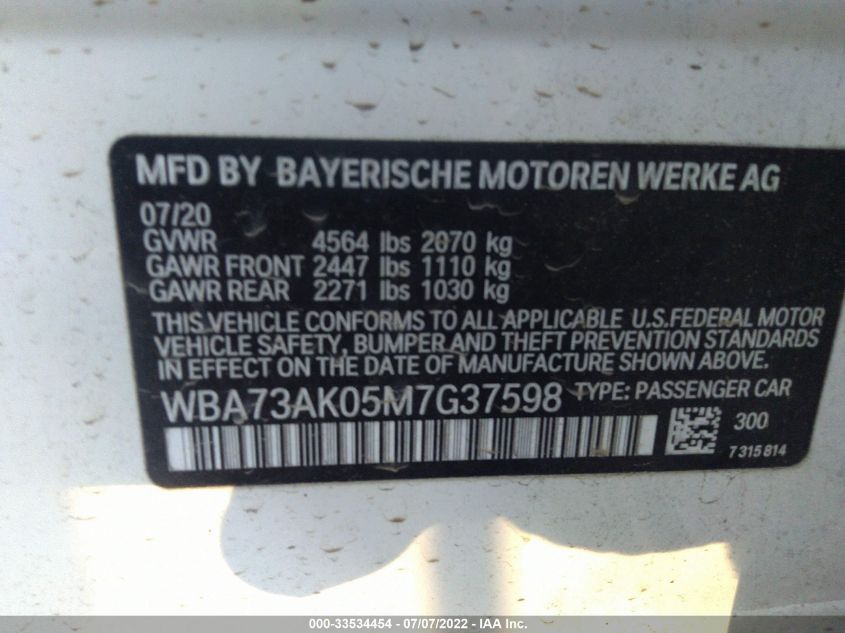 MFD BY BAYERISCHE MOTOREN WERKE AG
07/20
GVWR 4564 lbs 2070 kg
GAWR FRONT 2447 lbs 1110 kg
GAWR REAR 2271 lbs 1030 kg
THIS VEHICLE CONFORMS TO ALL APPLICABLE U.S.FEDERAL MOTOR
VEHICLE SAFETY, BUMPER AND THEFT PREVENTION STANDARDS
IN EFFECT ON THE DATE OF MANUFACTURE SHOWN ABOVE.
WBA73AK05M7G37598 TYPE: PASSENGER CAR
300
7315814
000-33534454 - 07/07/2022 - IAA Inc.